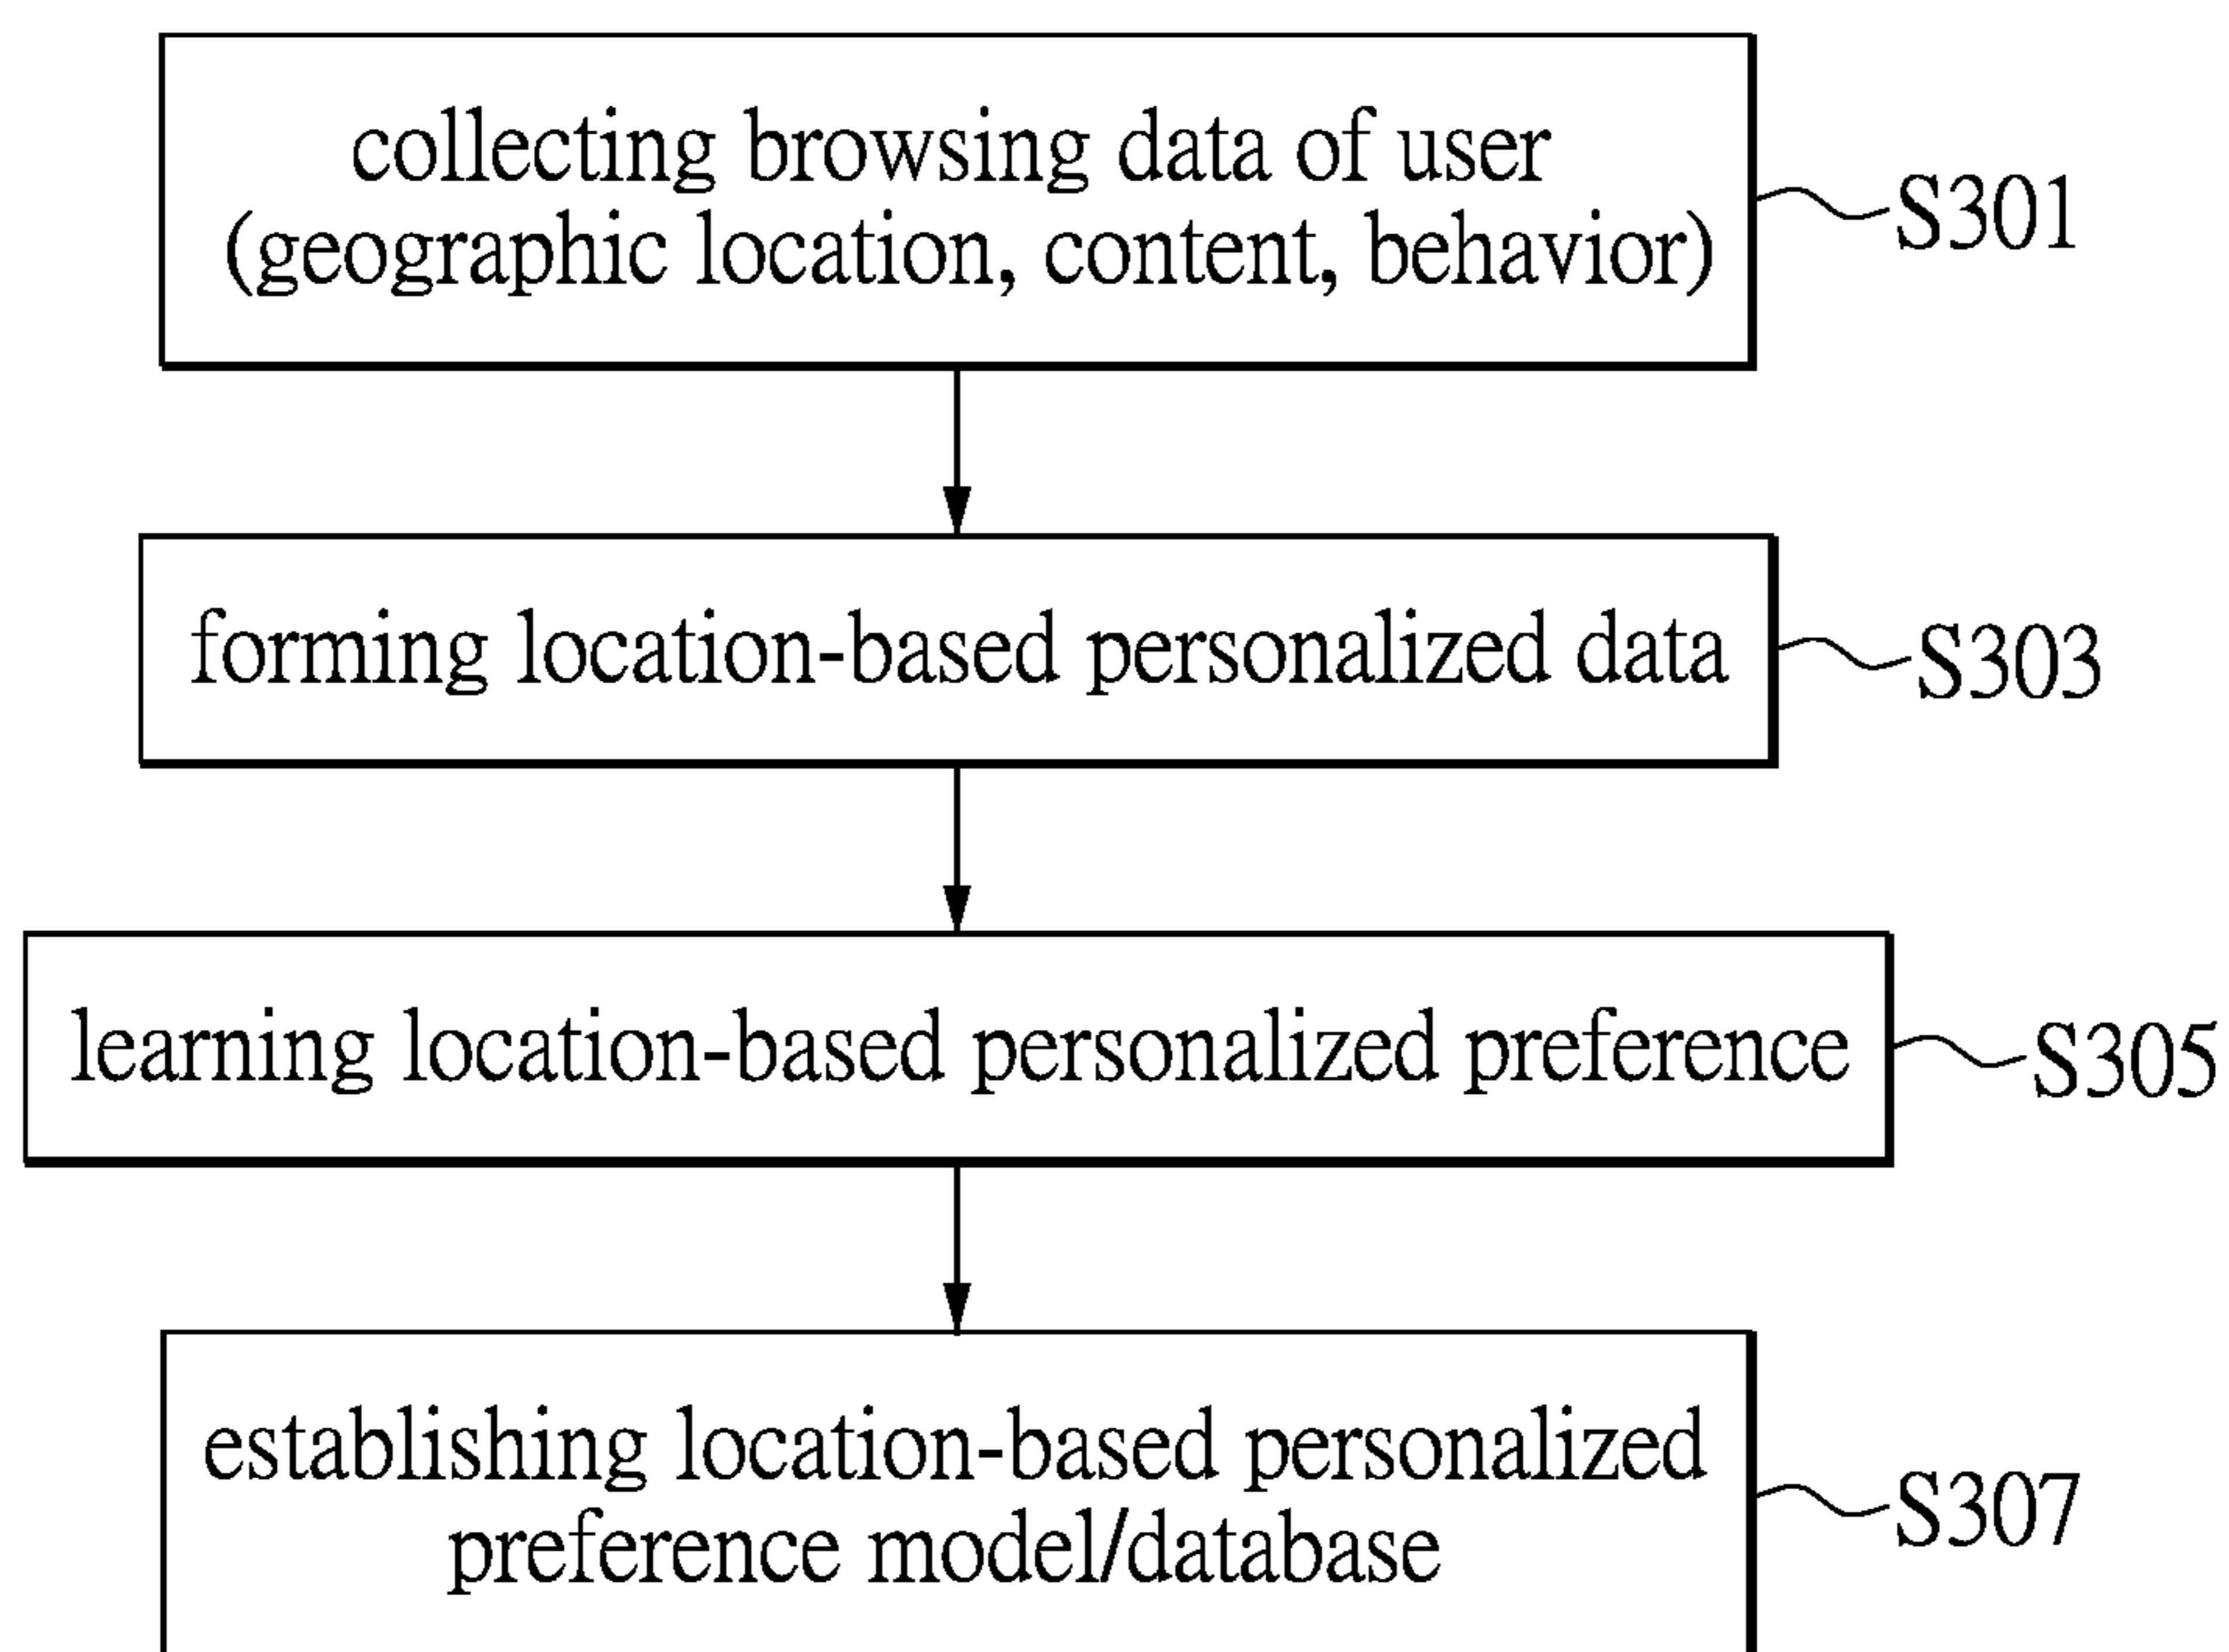 collecting browsing data of user
(geographic location, content, behavior)
S301
forming location-based personalized data
S303
learning location-based personalized preference
S305
establishing location-based personalized
preference model/database
S307